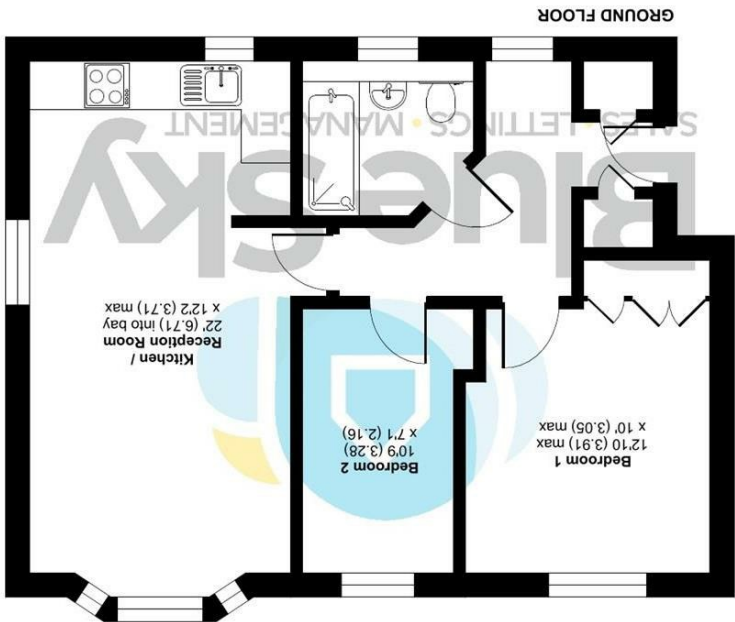 Bedroom 1
12'10 (3.91) max
x 10' (3.05) max
Bedroom 2
10'9 (3.28)
x 7'1 (2.16)
Kitchen /
Reception Room
22' (6.71) into bay
x 12'2 (3.71) max
Blue Sky
SALES • LETTINGS • MANAGEMENT
GROUND FLOOR